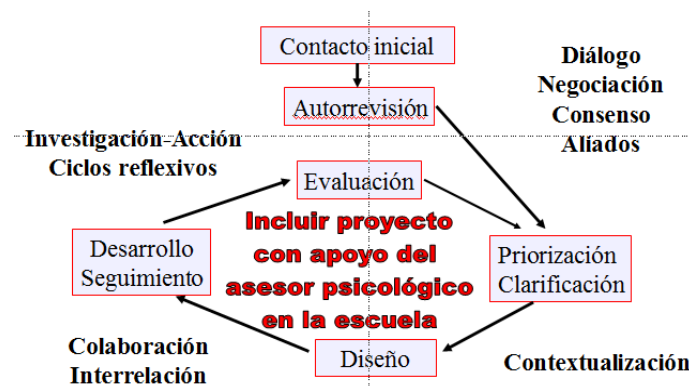 Contacto inicial
Diálogo
Negociación
Consenso
Aliados
Autorrevisión
Investigación-Acción
Ciclos reflexivos
Evaluación
Incluir proyecto
con apoyo del
asesor psicológico
en la escuela
Desarrollo
Seguimiento
Priorización
Clarificación
Diseño
Colaboración
Interrelación
Contextualización